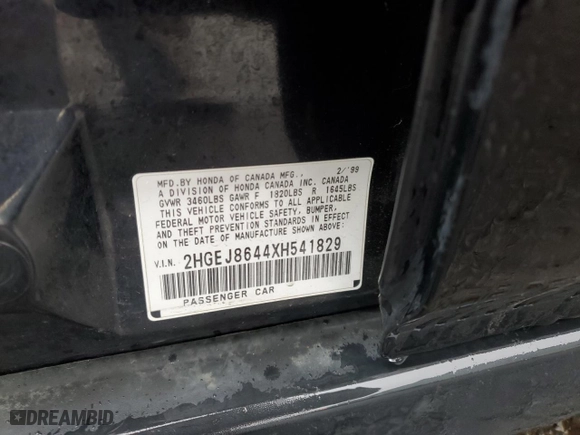 MFD.BY HONDA OF CANADA MFG., 2/'99
A DIVISION OF HONDA CANADA INC. CANADA
GVWR 3460LBS GAWR F 1820LBS R 1645LBS
THIS VEHICLE CONFORMS TO ALL APPLICABLE
FEDERAL MOTOR VEHICLE SAFETY, BUMPER,
AND THEFT PREVENTION STANDARDS IN EFFECT
ON THE DATE OF MANUFACTURE SHOWN ABOVE.
V.I.N. 2HGEJ8644XH541829
PASSENGER CAR
DREAMBID